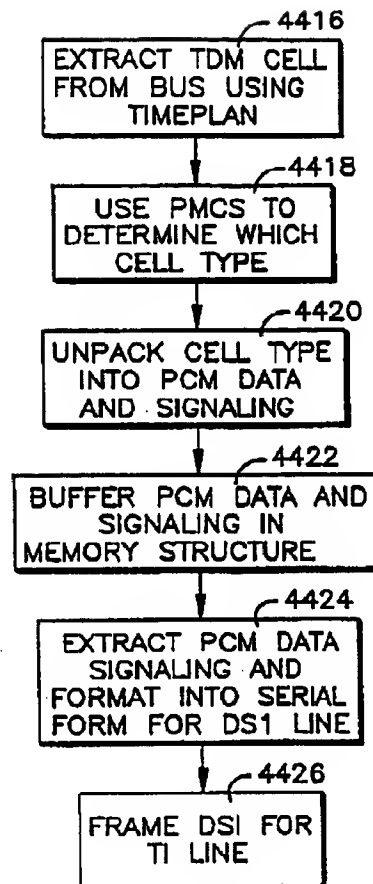 4416
EXTRACT TDM CELL
FROM BUS USING
TIMEPLAN
4418
USE PMCS TO
DETERMINE WHICH
CELL TYPE
4420
UNPACK CELL TYPE
INTO PCM DATA
AND SIGNALING
4422
BUFFER PCM DATA AND
SIGNALING IN
MEMORY STRUCTURE
4424
EXTRACT PCM DATA
SIGNALING AND
FORMAT INTO SERIAL
FORM FOR DS1 LINE
4426
FRAME DSI FOR
TI LINE